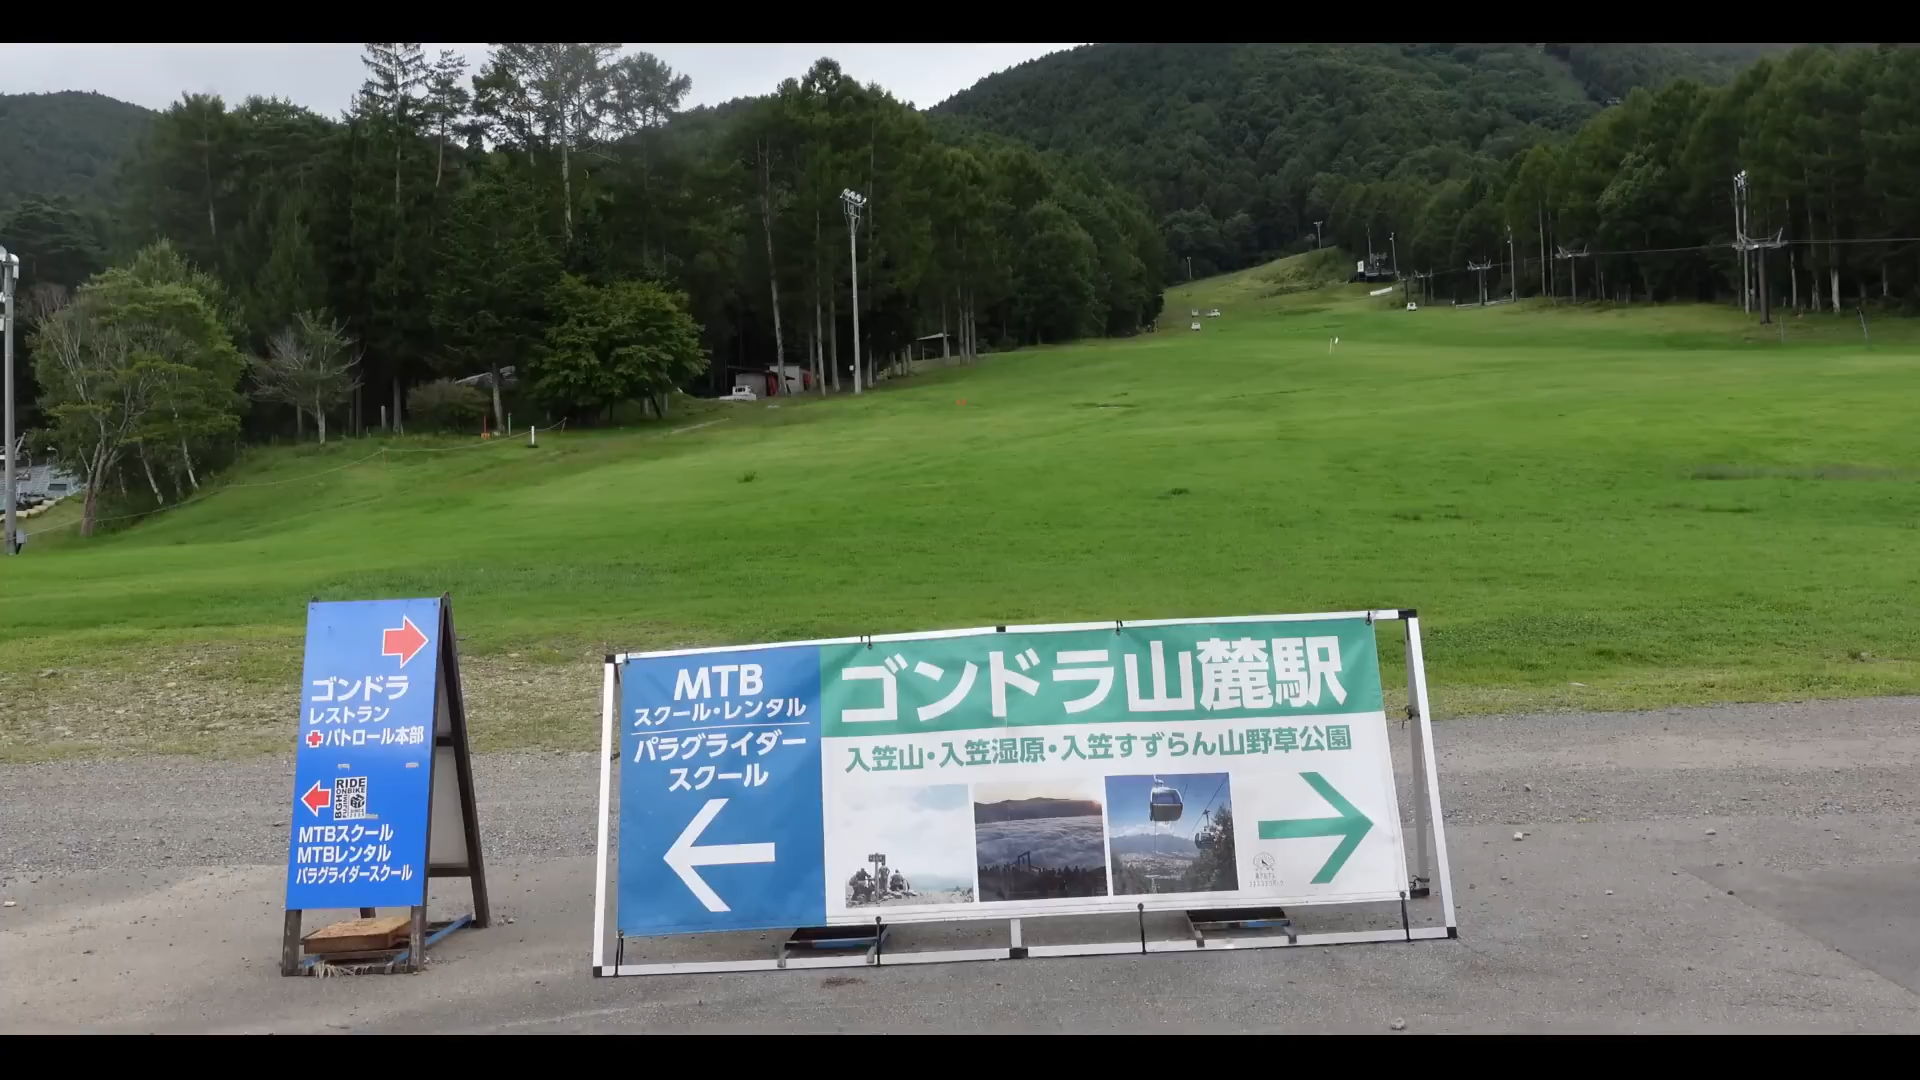 ゴンドラ
レストラン
パトロール本部
RIDE
ONBIKE
MTBスクール
MTBレンタル
パラグライダースクール
MTB
スクール・レンタル
パラグライダー
スクール
ゴンドラ山麓駅
入笠山・入笠湿原・入笠すずらん山野草公園